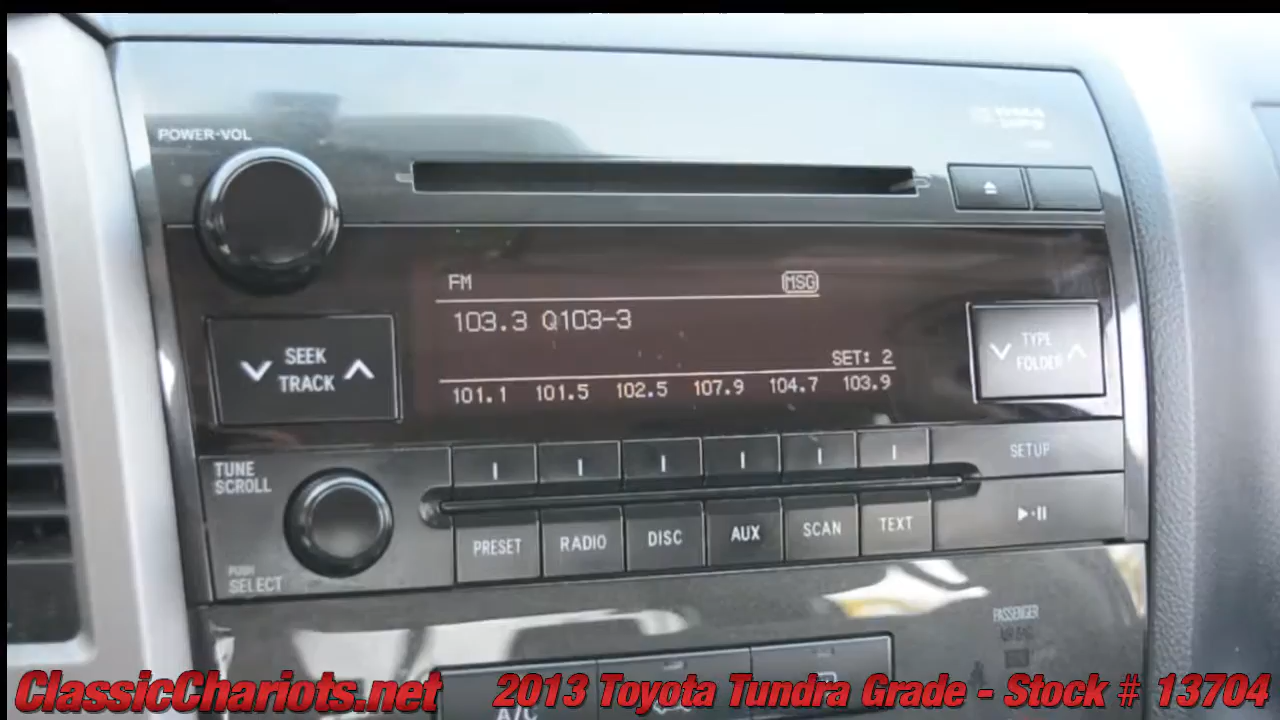 POWER-VOL
FM MSG
103.3 Q103-3
SET: 2
101.1 101.5 102.5 107.9 104.7 103.9
SEEK
TRACK
TYPE
FOLDER
TUNE
SCROLL
SETUP
PRESET RADIO DISC AUX SCAN TEXT
PUSH
SELECT
PASSENGER
A/C
ClassicChariots.net 2013 Toyota Tundra Grade - Stock # 13704